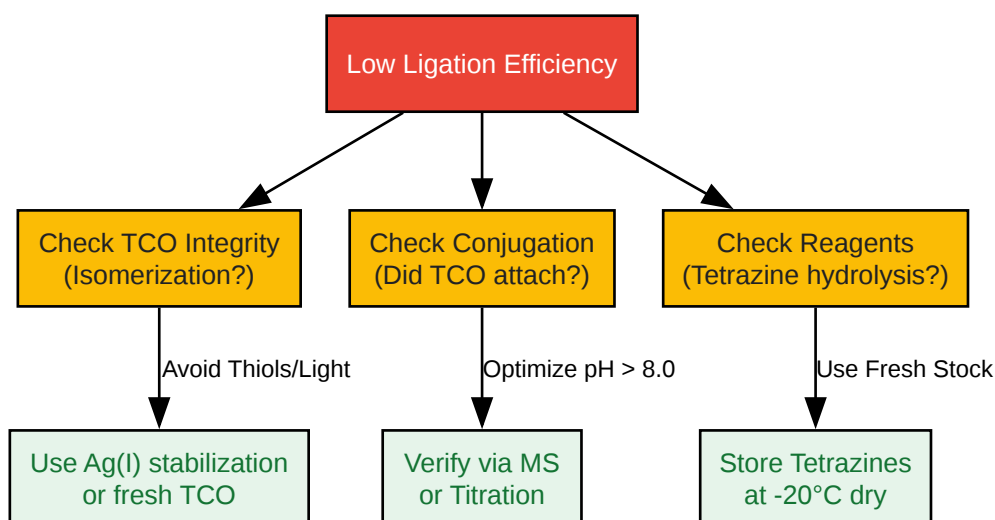 Low Ligation Efficiency
Check TCO Integrity
(Isomerization?)
Check Conjugation
(Did TCO attach?)
Check Reagents
(Tetrazine hydrolysis?)
Avoid Thiols/Light
Optimize pH > 8.0
Use Fresh Stock
Use Ag(I) stabilization
or fresh TCO
Verify via MS
or Titration
Store Tetrazines
at -20°C dry